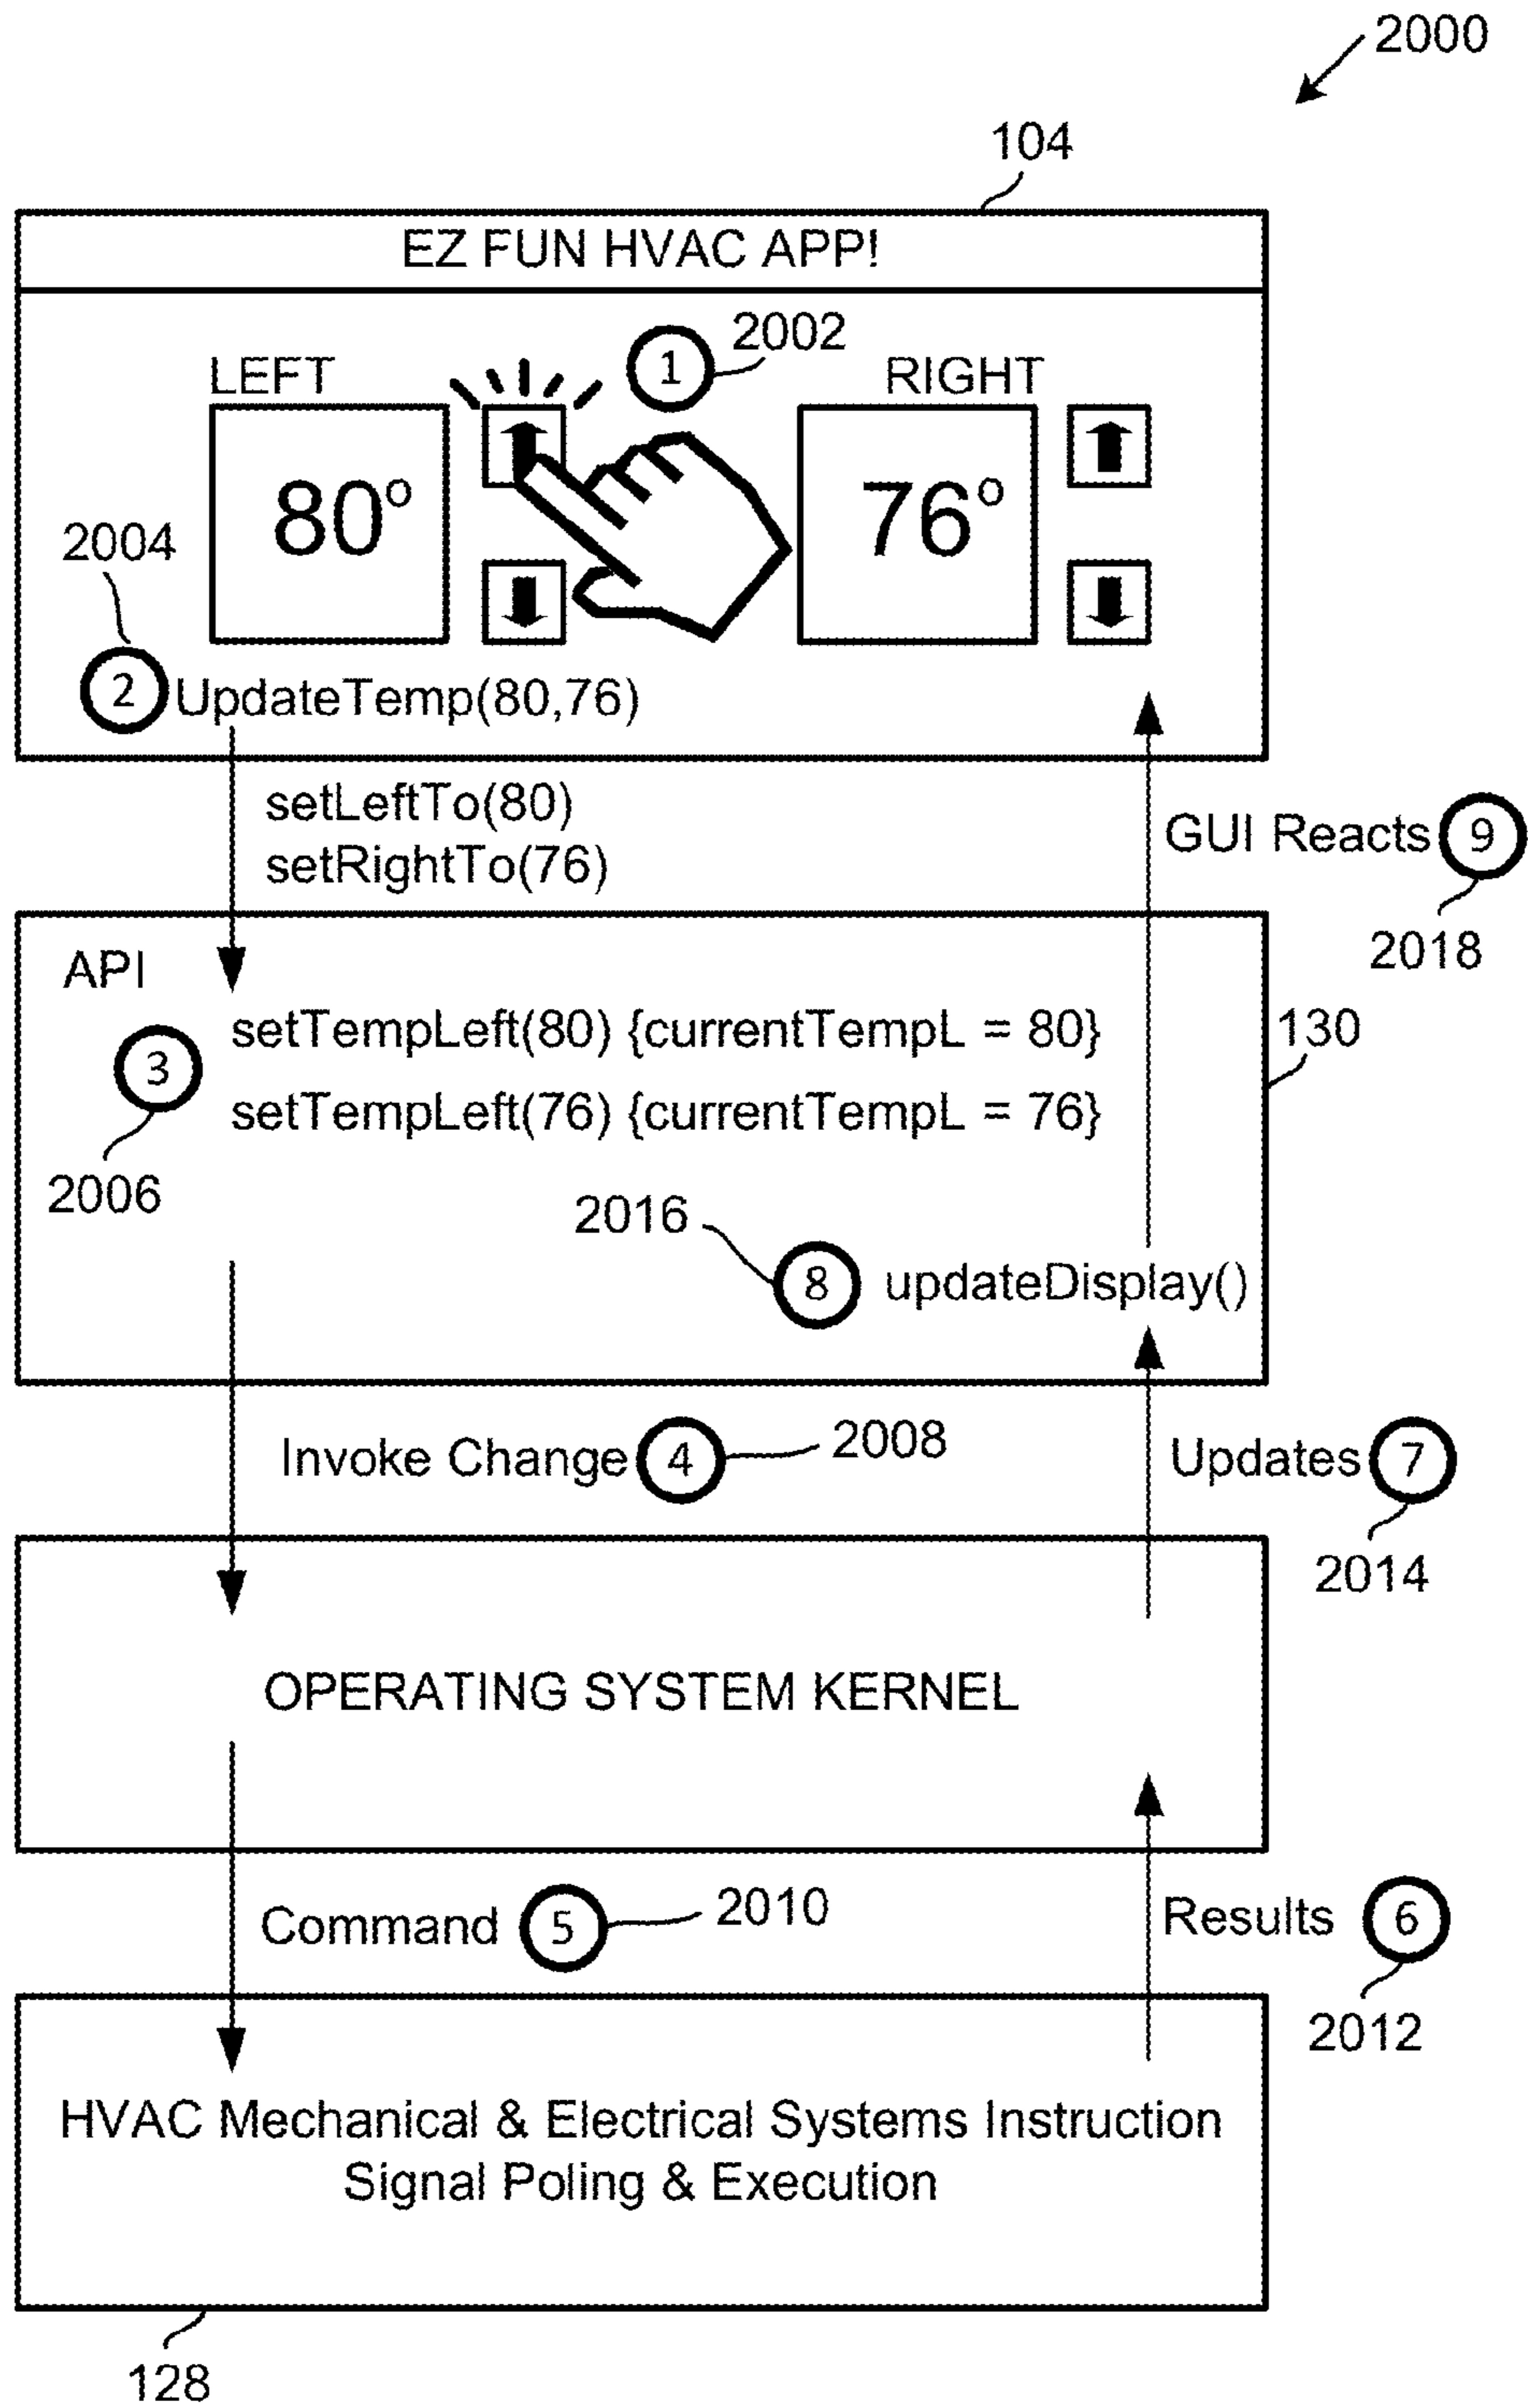 2000
104
EZ FUN HVAC APP!
1 2002
LEFT
RIGHT
80°
76°
2004
2 UpdateTemp(80,76)
setLeftTo(80)
setRightTo(76)
GUI Reacts 9
2018
API
130
3
setTempLeft(80) {currentTempL = 80}
setTempLeft(76) {currentTempL = 76}
2006
2016
8 updateDisplay()
Invoke Change 4 2008
Updates 7
2014
OPERATING SYSTEM KERNEL
Command 5 2010
Results 6
2012
HVAC Mechanical & Electrical Systems Instruction
Signal Poling & Execution
128